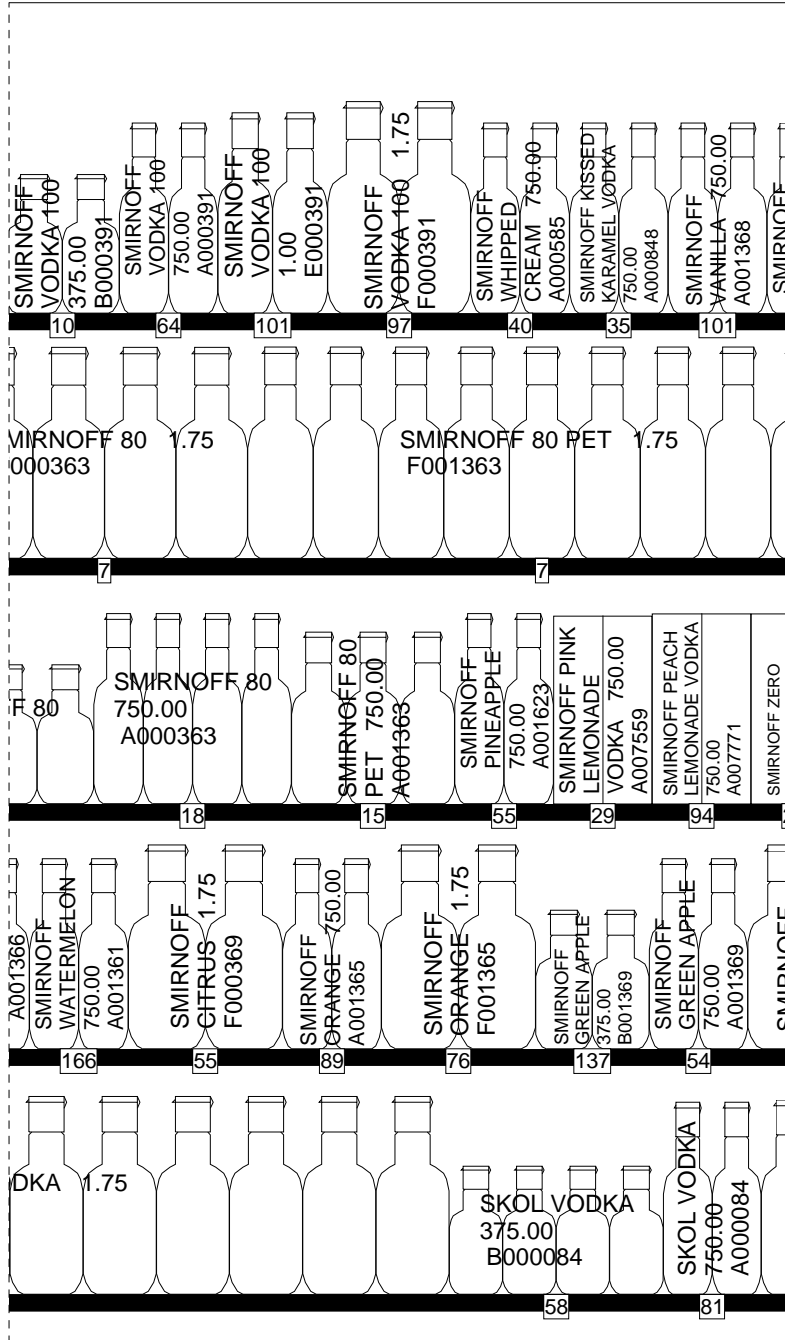 SMIRNOFF
VODKA 100
375.00
B000391
SMIRNOFF
VODKA 100
750.00
A000391
SMIRNOFF
VODKA 100
1.00
E000391
SMIRNOFF
VODKA 100 1.75
F000391
SMIRNOFF
WHIPPED
CREAM 750.00
A000585
SMIRNOFF KISSED
KARAMEL VODKA
750.00
A000848
SMIRNOFF
VANILLA 750.00
A001368
SMIRNOFF
10
64
101
97
40
35
101
MIRNOFF 80 1.75
000363
SMIRNOFF 80 PET 1.75
F001363
7
7
F 80
SMIRNOFF 80
750.00
A000363
SMIRNOFF 80
PET 750.00
A001363
SMIRNOFF
PINEAPPLE
750.00
A001623
SMIRNOFF PINK
LEMONADE
VODKA 750.00
A007559
SMIRNOFF PEACH
LEMONADE VODKA
750.00
A007771
SMIRNOFF ZERO
18
15
55
29
94
A001366
SMIRNOFF
WATERMELON
750.00
A001361
SMIRNOFF
CITRUS 1.75
F000369
SMIRNOFF
ORANGE 750.00
A001365
SMIRNOFF
ORANGE 1.75
F001365
SMIRNOFF
GREEN APPLE
375.00
B001369
SMIRNOFF
GREEN APPLE
750.00
A001369
SMIRNOFF
166
55
89
76
137
54
DKA 1.75
SKOL VODKA
375.00
B000084
SKOL VODKA
750.00
A000084
58
81